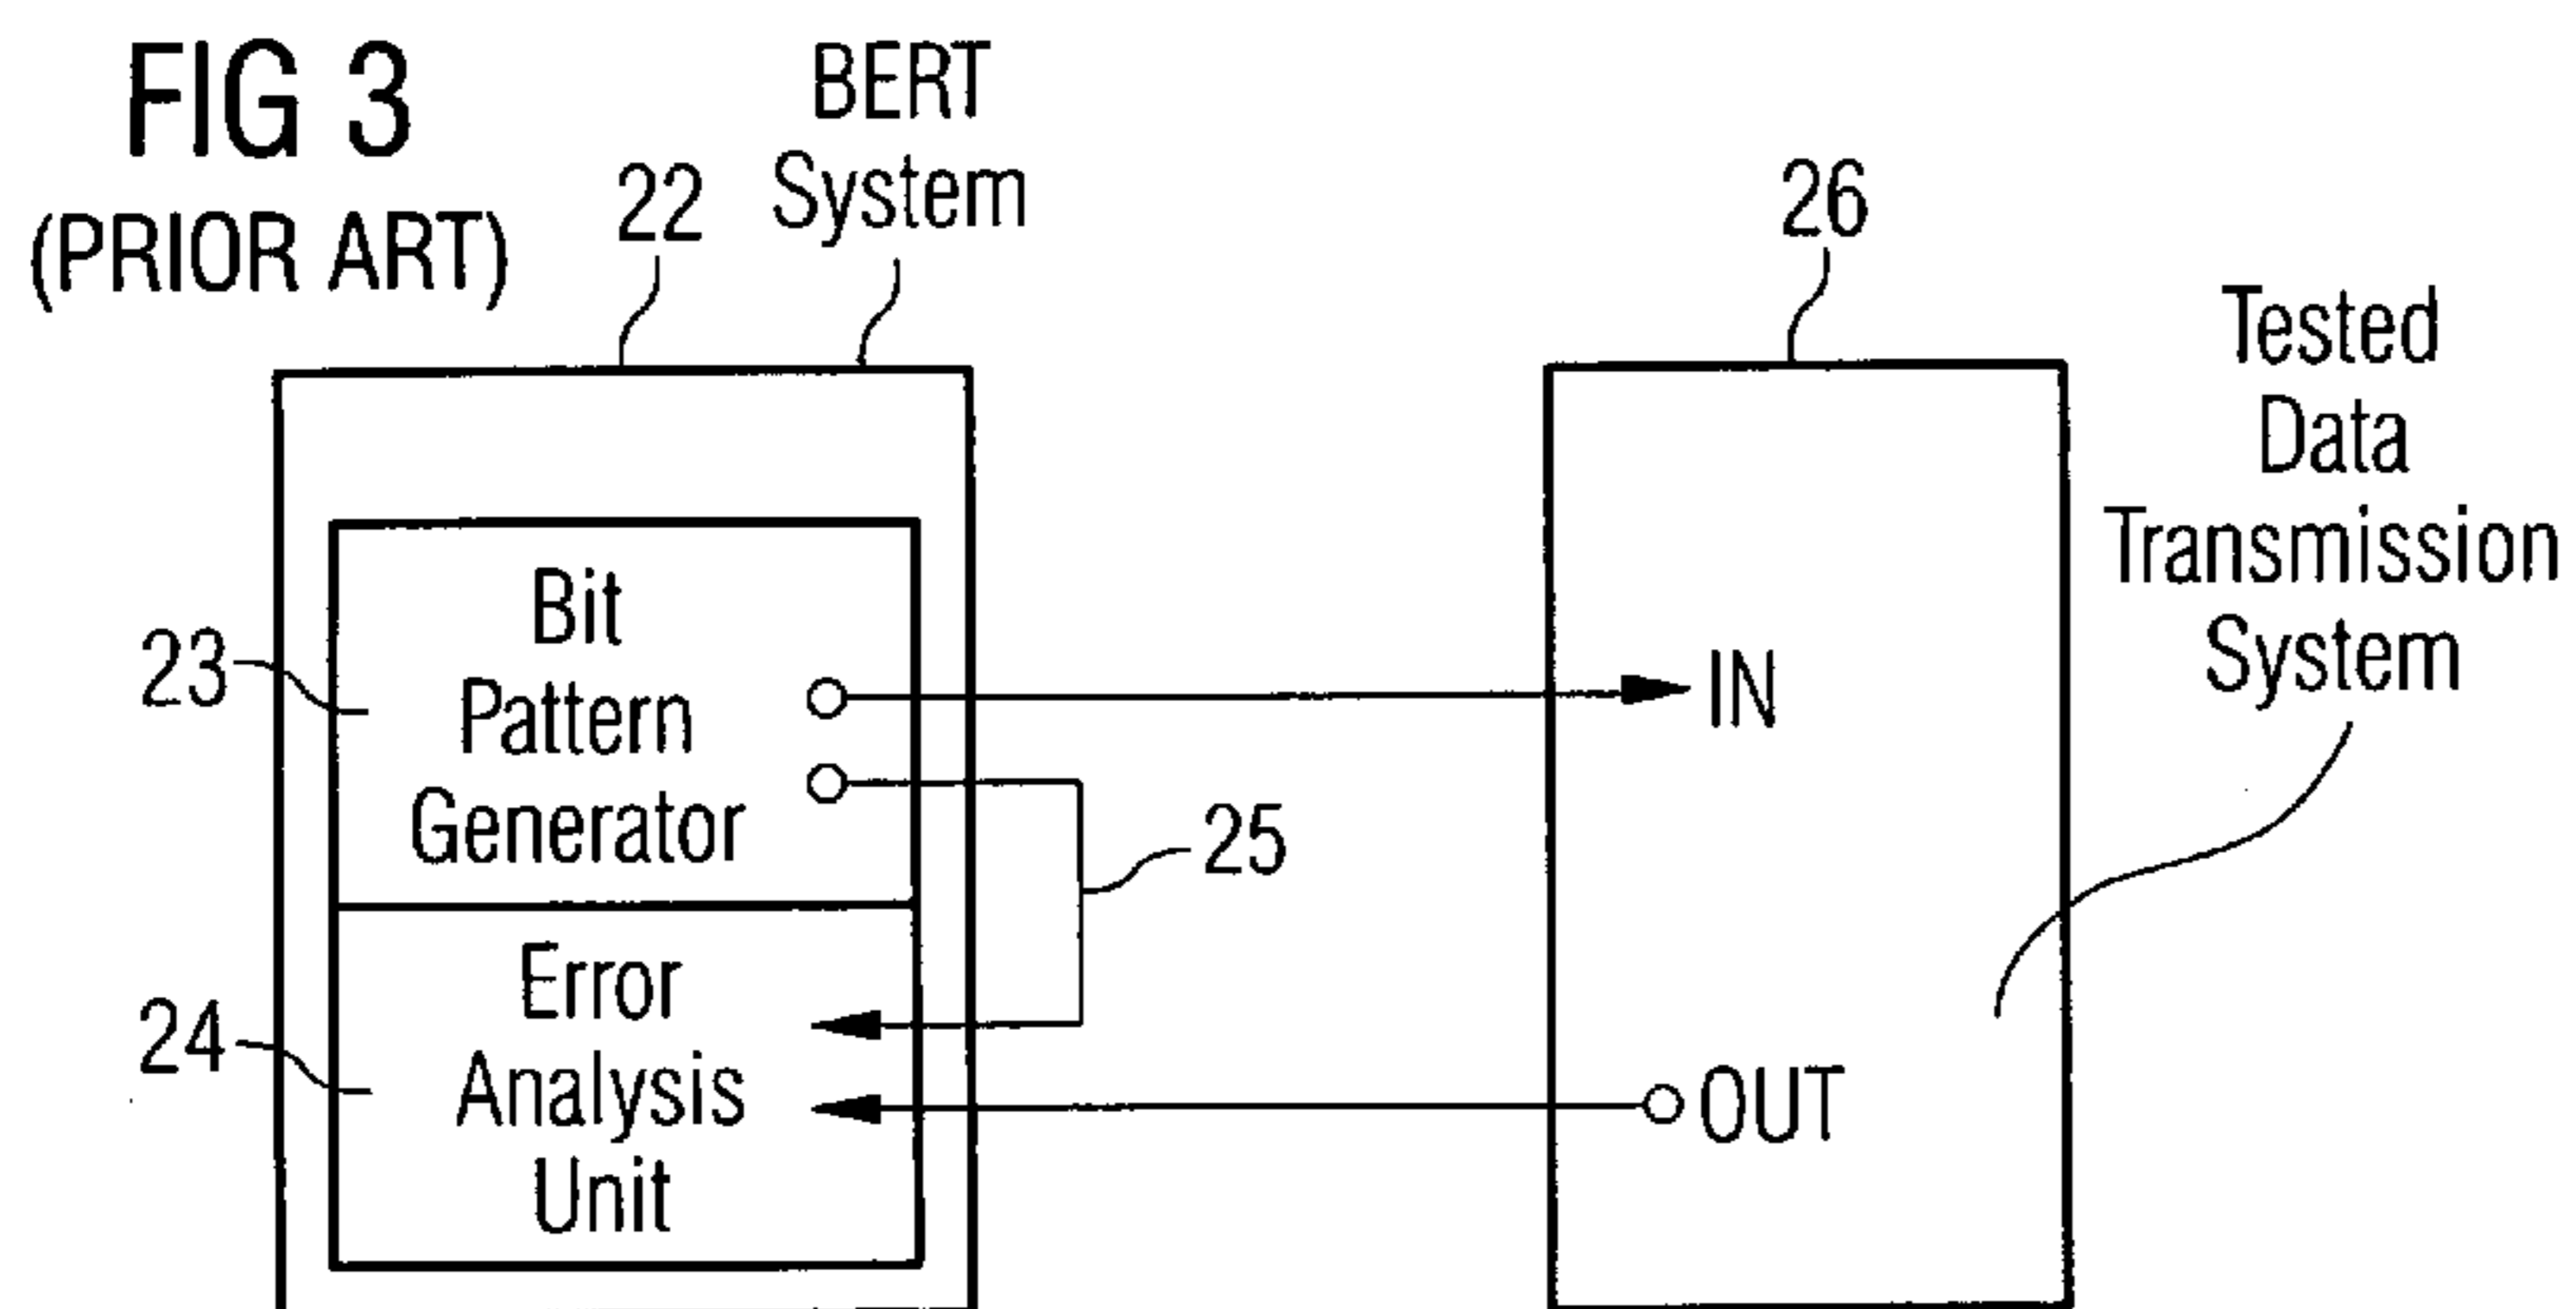 FIG 3
(PRIOR ART)
22
BERT
System
26
Tested
Data
Transmission
System
23
Bit
Pattern
Generator
IN
25
24
Error
Analysis
Unit
OUT